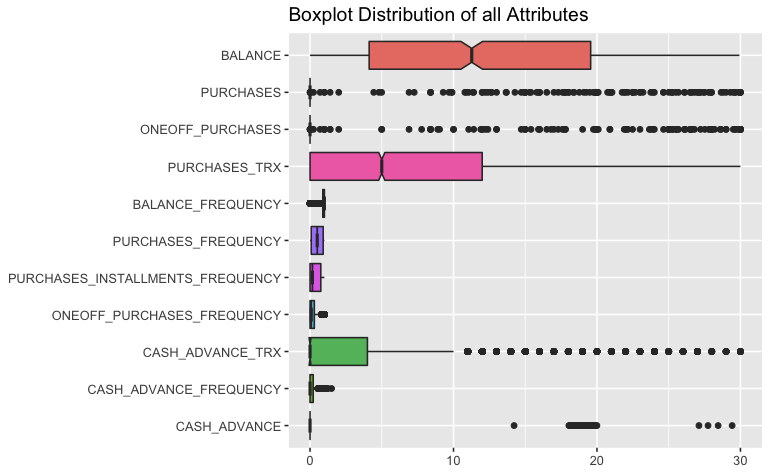 Boxplot Distribution of all Attributes
BALANCE
PURCHASES
ONEOFF_PURCHASES
PURCHASES_TRX
BALANCE_FREQUENCY
PURCHASES_FREQUENCY
PURCHASES_INSTALLMENTS_FREQUENCY
ONEOFF_PURCHASES_FREQUENCY
CASH_ADVANCE_TRX
CASH_ADVANCE_FREQUENCY
CASH_ADVANCE
0 10 20 30